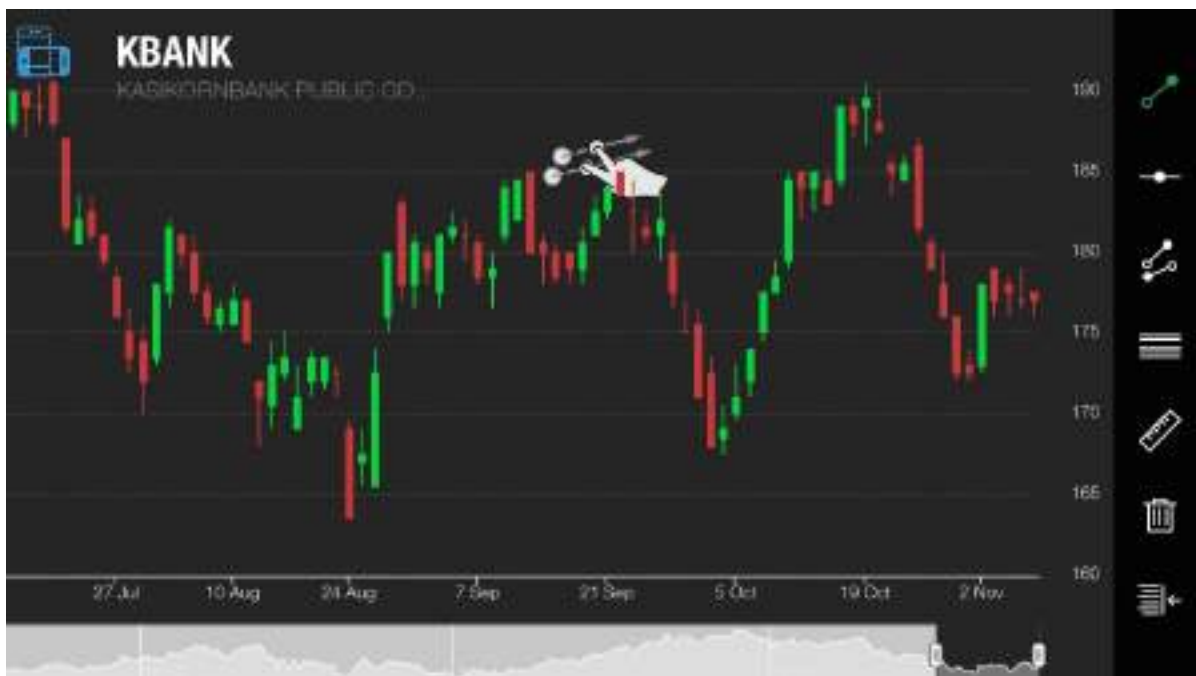 KBANK
KASIKORNBANK PUBLIC CO...
190
185
180
175
170
165
160
27 Jul 10 Aug 24 Aug 7 Sep 21 Sep 5 Oct 19 Oct 2 Nov